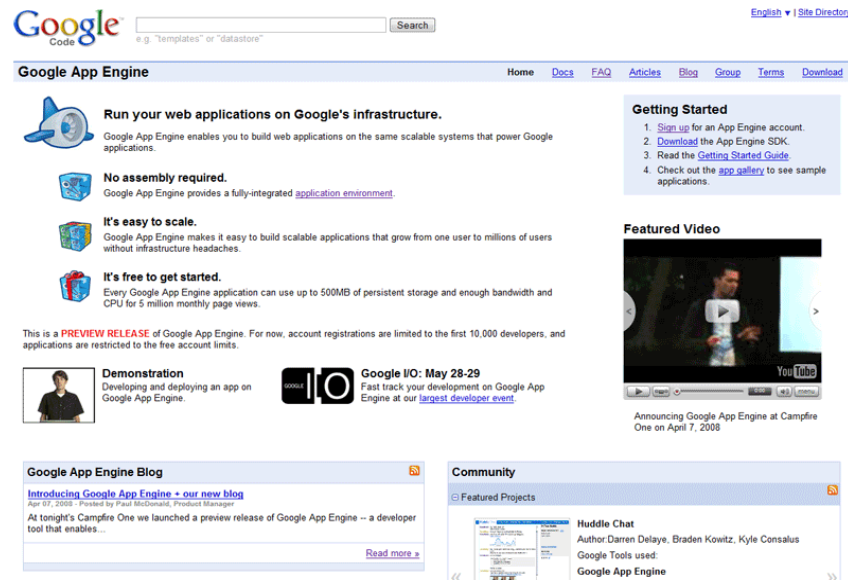 English ▼ | Site Directory
Google
Code
Search
e.g. "templates" or "datastore"
Google App Engine
Home Docs FAQ Articles Blog Group Terms Download
Run your web applications on Google's infrastructure.
Google App Engine enables you to build web applications on the same scalable systems that power Google
applications.
No assembly required.
Google App Engine provides a fully-integrated application environment.
It's easy to scale.
Google App Engine makes it easy to build scalable applications that grow from one user to millions of users
without infrastructure headaches.
It's free to get started.
Every Google App Engine application can use up to 500MB of persistent storage and enough bandwidth and
CPU for 5 million monthly page views.
This is a PREVIEW RELEASE of Google App Engine. For now, account registrations are limited to the first 10,000 developers, and
applications are restricted to the free account limits.
Demonstration
Developing and deploying an app on
Google App Engine.
GOOGLE I/O
Google I/O: May 28-29
Fast track your development on Google App
Engine at our largest developer event.
Getting Started
1. Sign up for an App Engine account.
2. Download the App Engine SDK.
3. Read the Getting Started Guide.
4. Check out the app gallery to see sample
applications.
Featured Video
YouTube
menu
Announcing Google App Engine at Campfire
One on April 7, 2008
Google App Engine Blog
Introducing Google App Engine + our new blog
Apr 07, 2008 - Posted by Paul McDonald, Product Manager
At tonight's Campfire One we launched a preview release of Google App Engine -- a developer
tool that enables...
Read more »
Community
Featured Projects
Huddle Chat
Author:Darren Delaye, Braden Kowitz, Kyle Consalus
Google Tools used:
Google App Engine